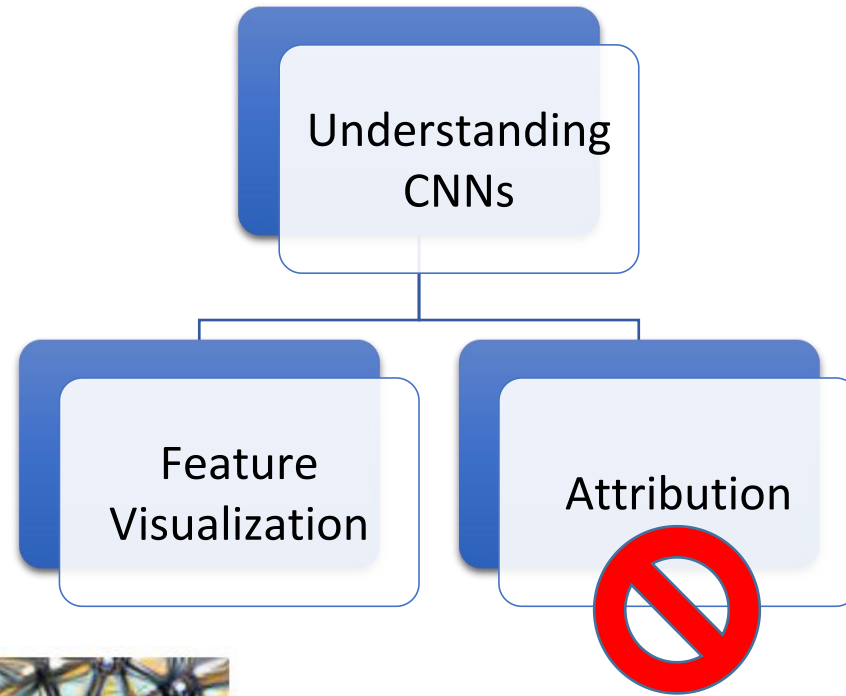 Understanding
CNNs
Feature
Visualization
Attribution